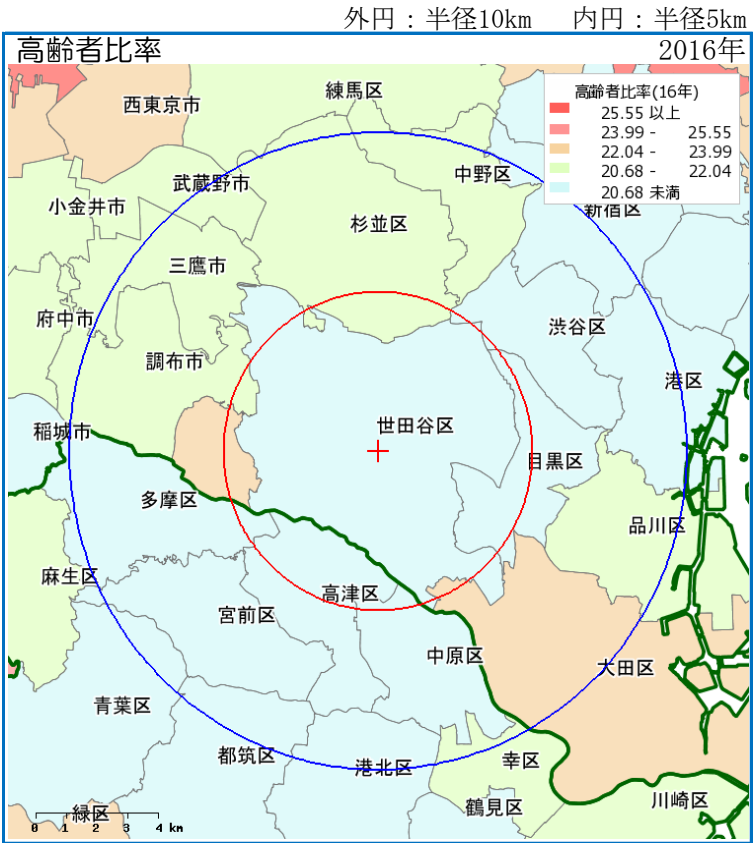 外円：半径10km　内円：半径5km
高齢者比率
2016年
高齢者比率(16年)
25.55 以上
23.99 - 25.55
22.04 - 23.99
20.68 - 22.04
20.68 未満
練馬区
西東京市
中野区
武蔵野市
小金井市
新宿区
杉並区
三鷹市
府中市
渋谷区
調布市
港区
世田谷区
稲城市
目黒区
多摩区
品川区
麻生区
高津区
宮前区
中原区
大田区
青葉区
都筑区
港北区
幸区
川崎区
鶴見区
緑区
0 1 2 3 4 km